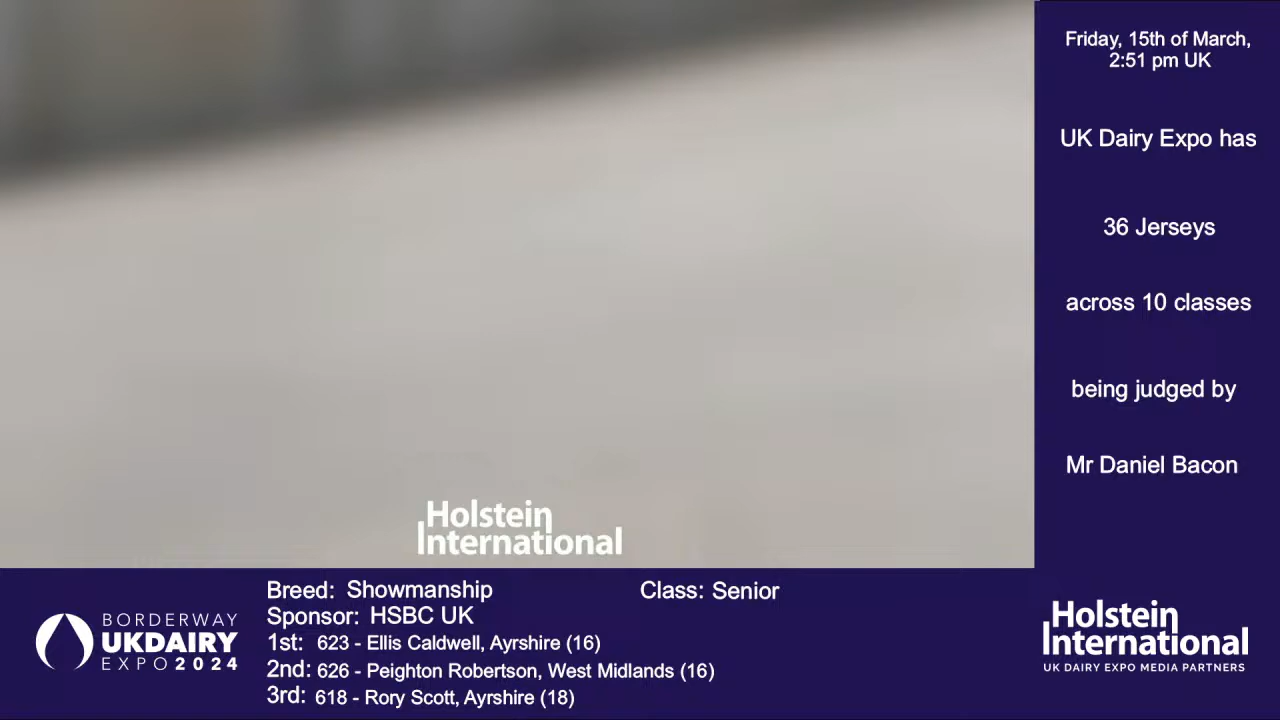 Friday, 15th of March,
2:51 pm UK
UK Dairy Expo has
36 Jerseys
across 10 classes
being judged by
Mr Daniel Bacon
Holstein
International
Breed: Showmanship Class: Senior
Sponsor: HSBC UK
1st: 623 - Ellis Caldwell, Ayrshire (16)
2nd: 626 - Peighton Robertson, West Midlands (16)
3rd: 618 - Rory Scott, Ayrshire (18)
BORDERWAY
UKDAIRY
EXPO2024
Holstein
International
UK DAIRY EXPO MEDIA PARTNERS